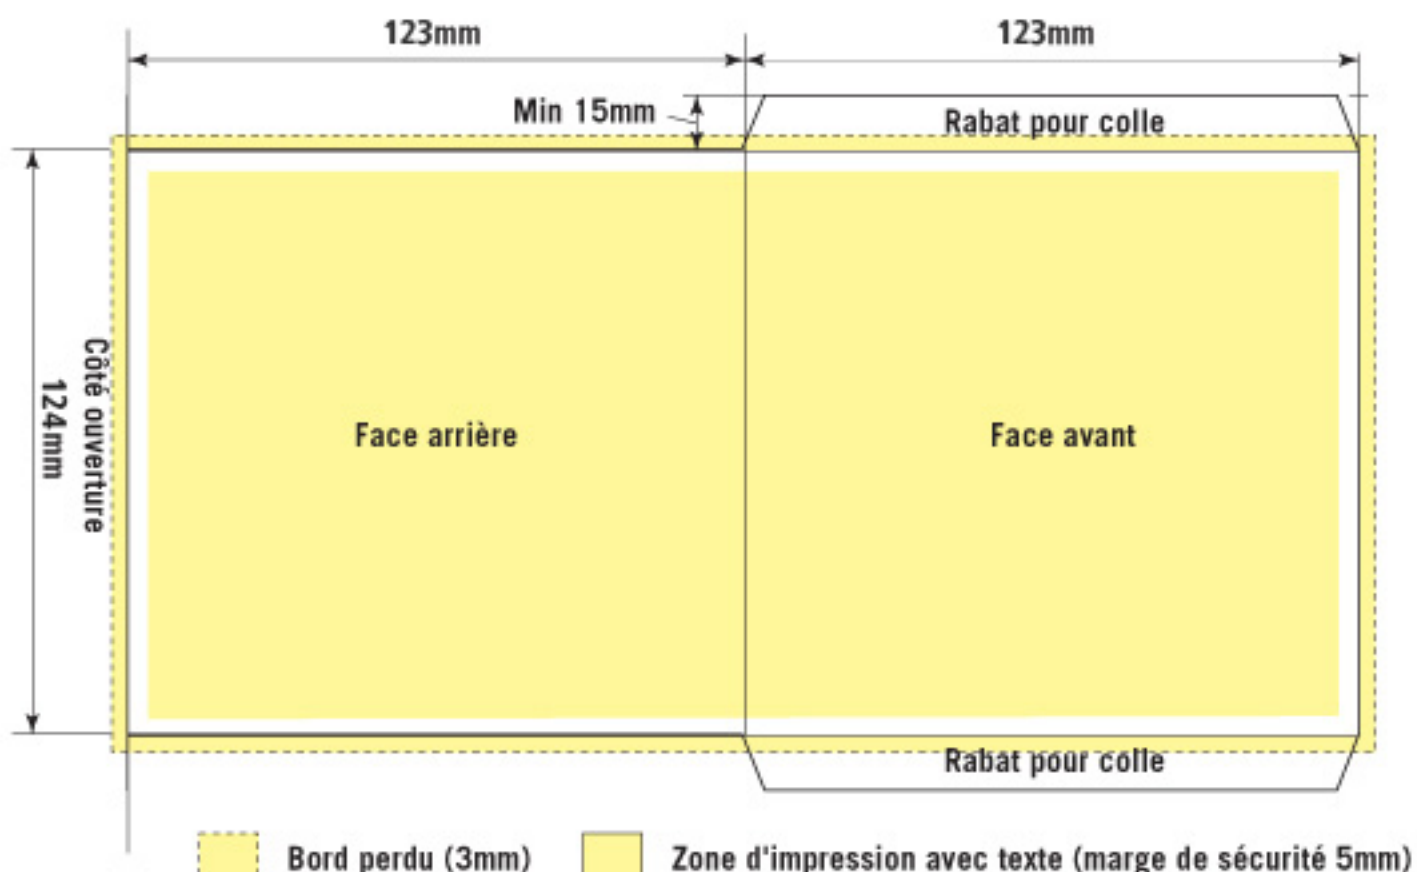 123mm
123mm
Min 15mm
Rabat pour colle
Côté ouverture
124mm
Face arrière
Face avant
Rabat pour colle
Bord perdu (3mm)
Zone d'impression avec texte (marge de sécurité 5mm)